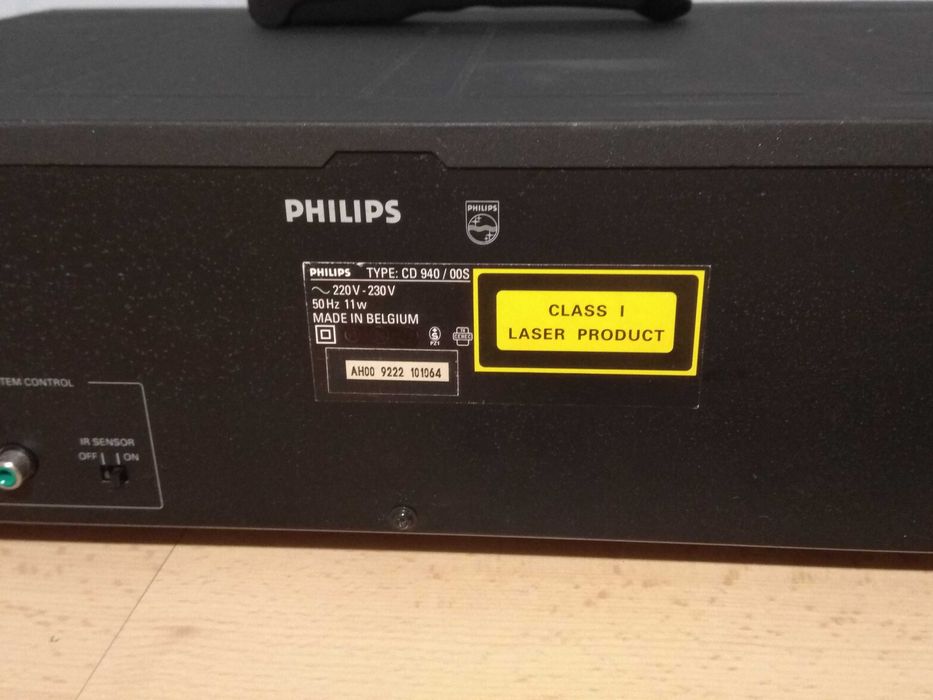 PHILIPS
PHILIPS
PHILIPS TYPE: CD 940 / 00S
~ 220V - 230V
50Hz 11w
MADE IN BELGIUM
PZ1
CLASS I
LASER PRODUCT
AH00 9222 101064
TEM CONTROL
IR SENSOR
OFF ON